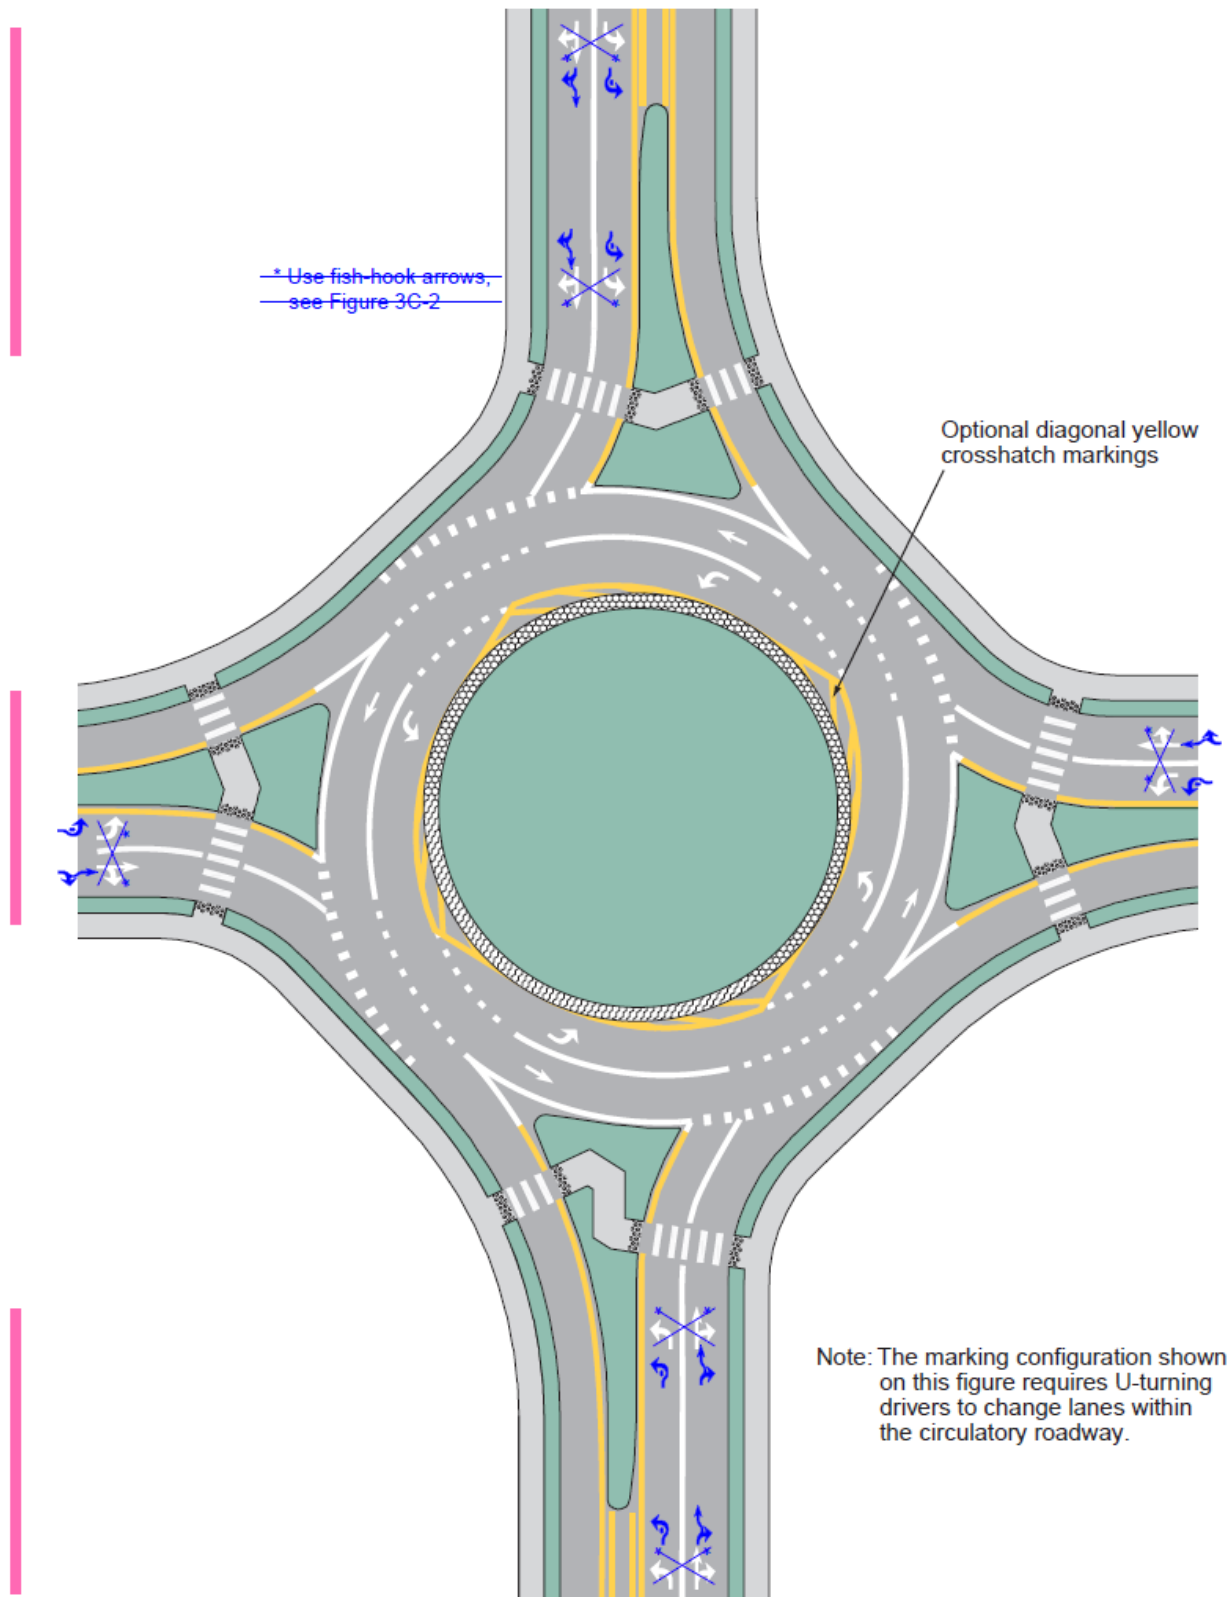 * Use fish-hook arrows,
see Figure 3C-2
Optional diagonal yellow
crosshatch markings
Note: The marking configuration shown
on this figure requires U-turning
drivers to change lanes within
the circulatory roadway.